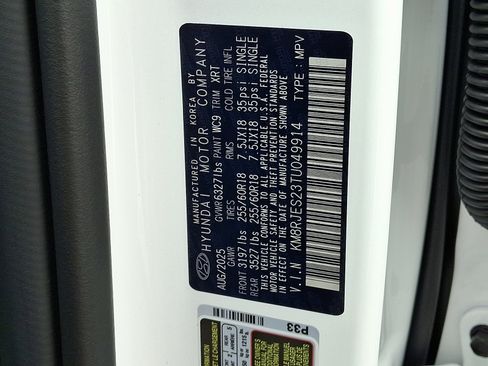 MANUFACTURED IN KOREA BY
HYUNDAI MOTOR COMPANY
AUG/2025 GVWR 6327lbs PAINT WC9 TRIM XRT
GAWR TIRES RIMS COLD TIRE INFL
FRONT 3197lbs 255/60R18 7.5JX18 35psi SINGLE
REAR 3527lbs 255/60R18 7.5JX18 35psi SINGLE
THIS VEHICLE CONFORMS TO ALL APPLICABLE U.S.A. FEDERAL
MOTOR VEHICLE SAFETY AND THEFT PREVENTION STANDARDS
IN EFFECT ON THE DATE OF MANUFACTURE SHOWN ABOVE
V.I.N KM8RJES23TU049914 TYPE: MPV
P33